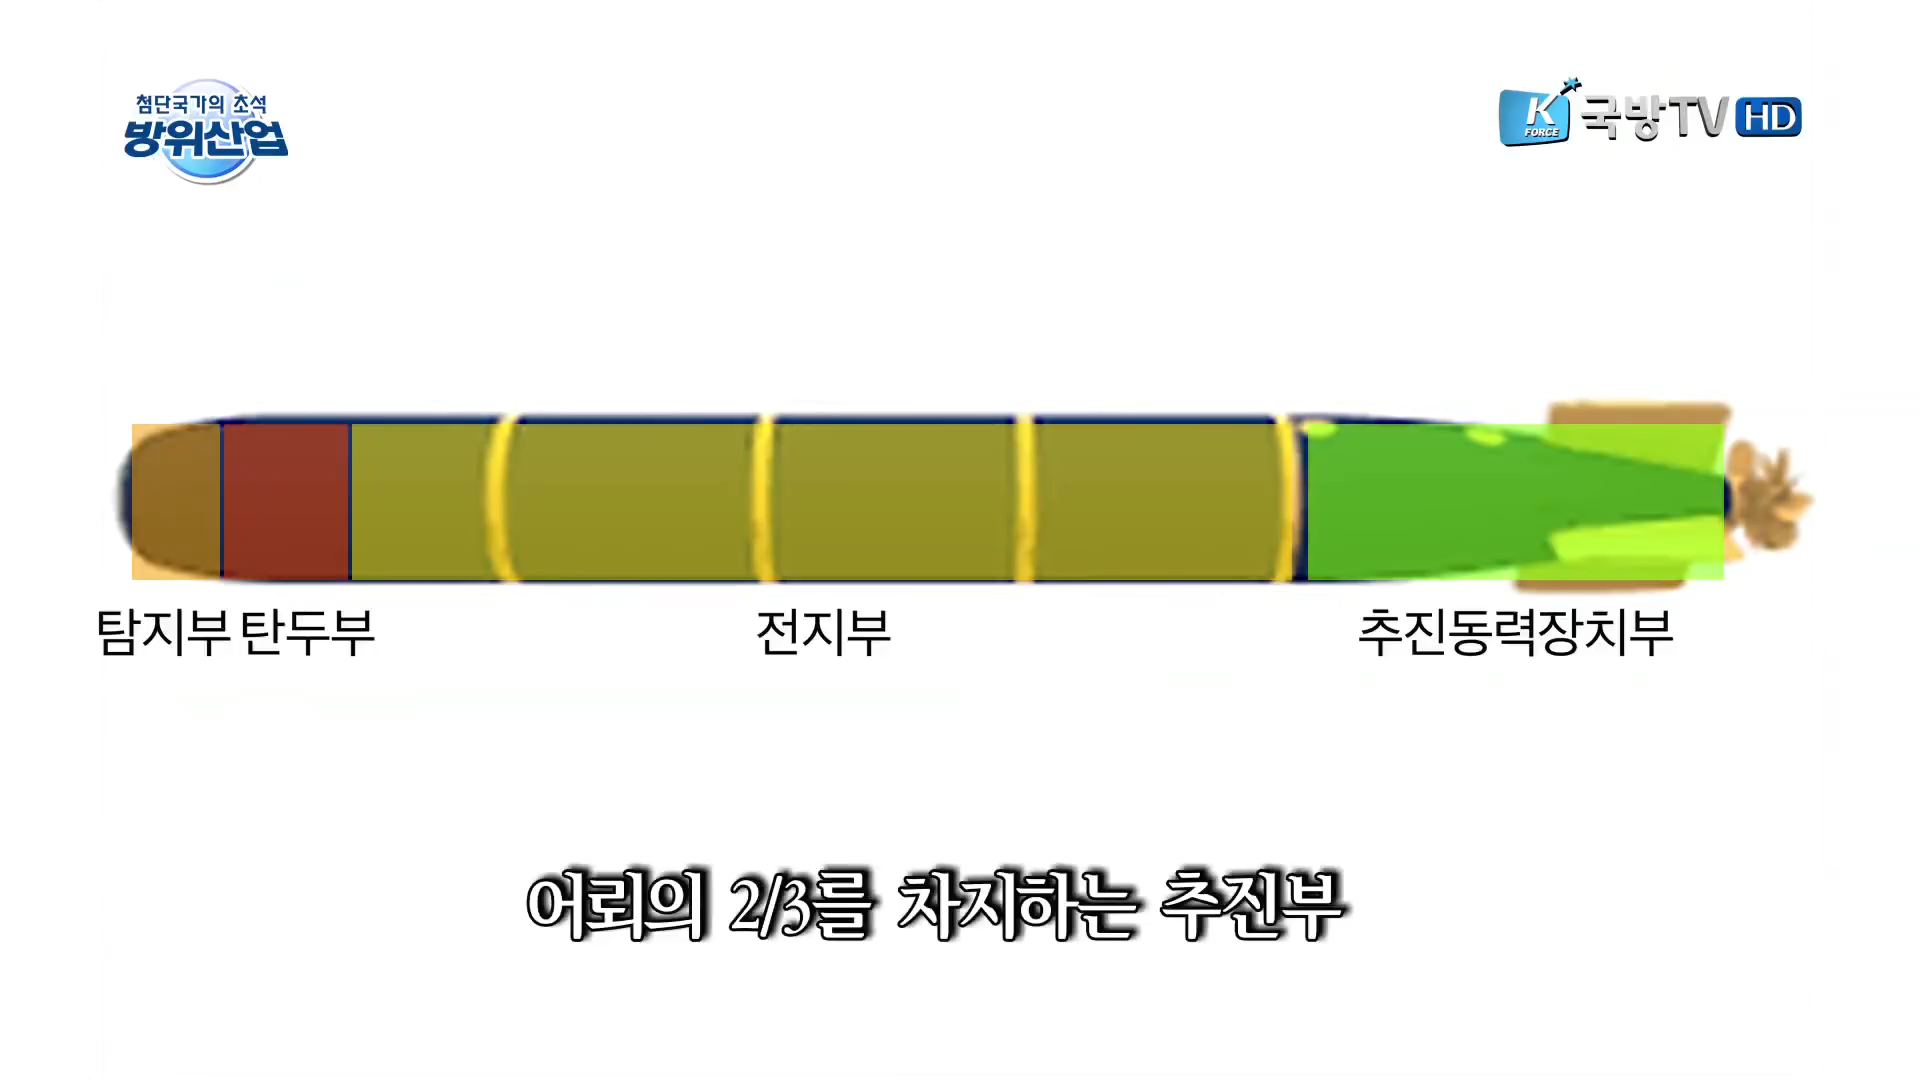 첨단국가의 초석
방위산업
K FORCE 국방TV HD
탐지부 탄두부 전지부 추진동력장치부
어뢰의 2/3를 차지하는 추진부